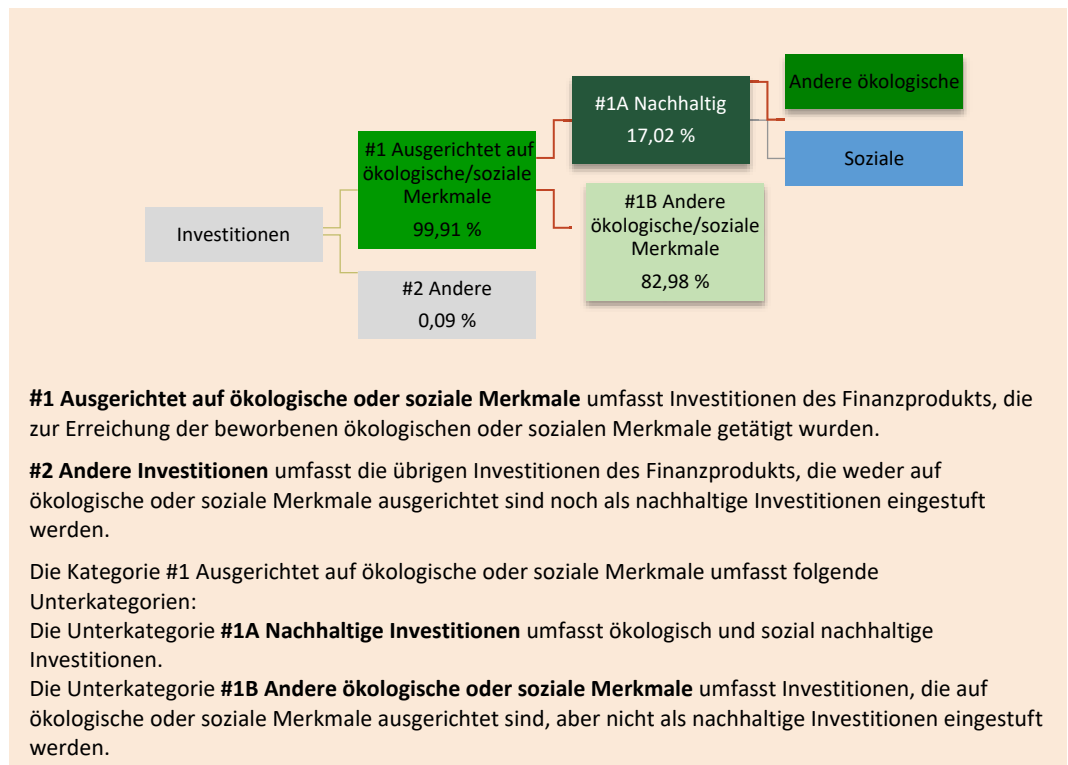 Investitionen
#1 Ausgerichtet auf
ökologische/soziale
Merkmale
99,91 %
#2 Andere
0,09 %
#1A Nachhaltig
17,02 %
#1B Andere
ökologische/soziale
Merkmale
82,98 %
Andere ökologische
Soziale
#1 Ausgerichtet auf ökologische oder soziale Merkmale umfasst Investitionen des Finanzprodukts, die
zur Erreichung der beworbenen ökologischen oder sozialen Merkmale getätigt wurden.
#2 Andere Investitionen umfasst die übrigen Investitionen des Finanzprodukts, die weder auf
ökologische oder soziale Merkmale ausgerichtet sind noch als nachhaltige Investitionen eingestuft
werden.
Die Kategorie #1 Ausgerichtet auf ökologische oder soziale Merkmale umfasst folgende
Unterkategorien:
Die Unterkategorie #1A Nachhaltige Investitionen umfasst ökologisch und sozial nachhaltige
Investitionen.
Die Unterkategorie #1B Andere ökologische oder soziale Merkmale umfasst Investitionen, die auf
ökologische oder soziale Merkmale ausgerichtet sind, aber nicht als nachhaltige Investitionen eingestuft
werden.